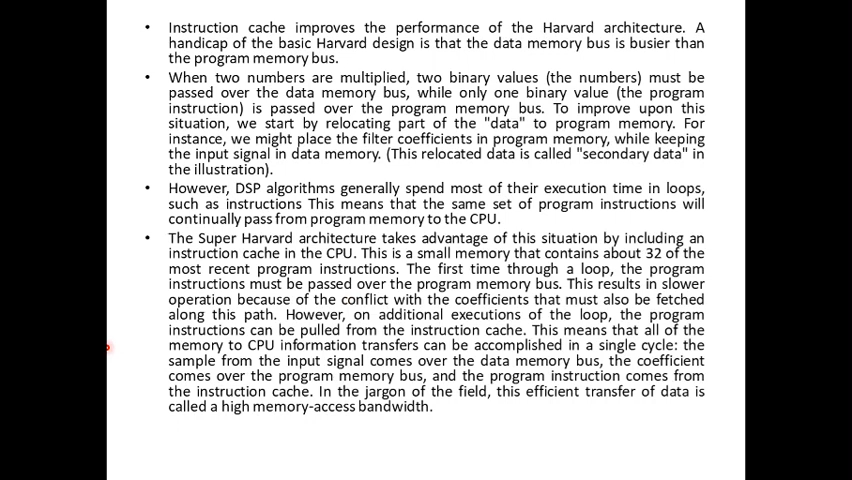 • Instruction cache improves the performance of the Harvard architecture. A
handicap of the basic Harvard design is that the data memory bus is busier than
the program memory bus.
• When two numbers are multiplied, two binary values (the numbers) must be
passed over the data memory bus, while only one binary value (the program
instruction) is passed over the program memory bus. To improve upon this
situation, we start by relocating part of the "data" to program memory. For
instance, we might place the filter coefficients in program memory, while keeping
the input signal in data memory. (This relocated data is called "secondary data" in
the illustration).
• However, DSP algorithms generally spend most of their execution time in loops,
such as instructions This means that the same set of program instructions will
continually pass from program memory to the CPU.
• The Super Harvard architecture takes advantage of this situation by including an
instruction cache in the CPU. This is a small memory that contains about 32 of the
most recent program instructions. The first time through a loop, the program
instructions must be passed over the program memory bus. This results in slower
operation because of the conflict with the coefficients that must also be fetched
along this path. However, on additional executions of the loop, the program
instructions can be pulled from the instruction cache. This means that all of the
memory to CPU information transfers can be accomplished in a single cycle: the
sample from the input signal comes over the data memory bus, the coefficient
comes over the program memory bus, and the program instruction comes from
the instruction cache. In the jargon of the field, this efficient transfer of data is
called a high memory-access bandwidth.